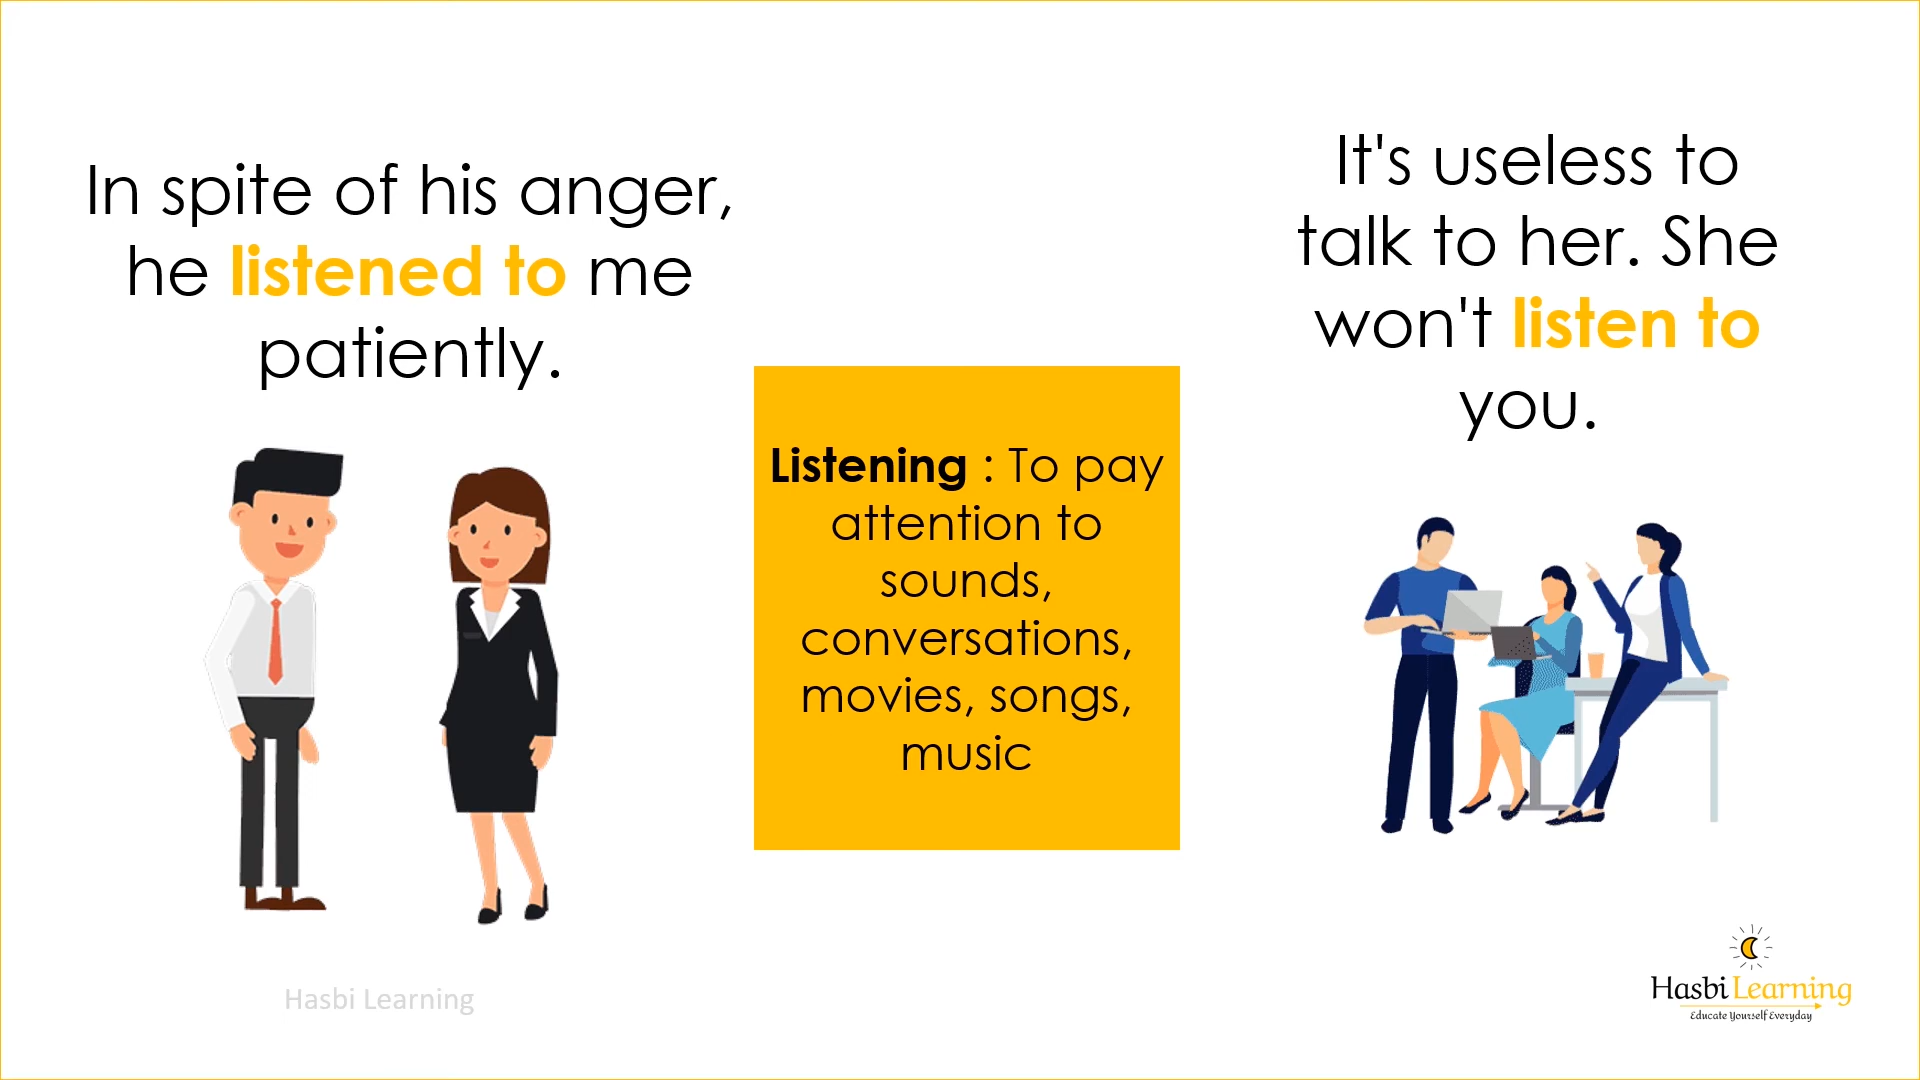 In spite of his anger,
he listened to me
patiently.
It's useless to
talk to her. She
won't listen to
you.
Listening : To pay
attention to
sounds,
conversations,
movies, songs,
music
Hasbi Learning
Hasbi Learning
Educate Yourself Everyday